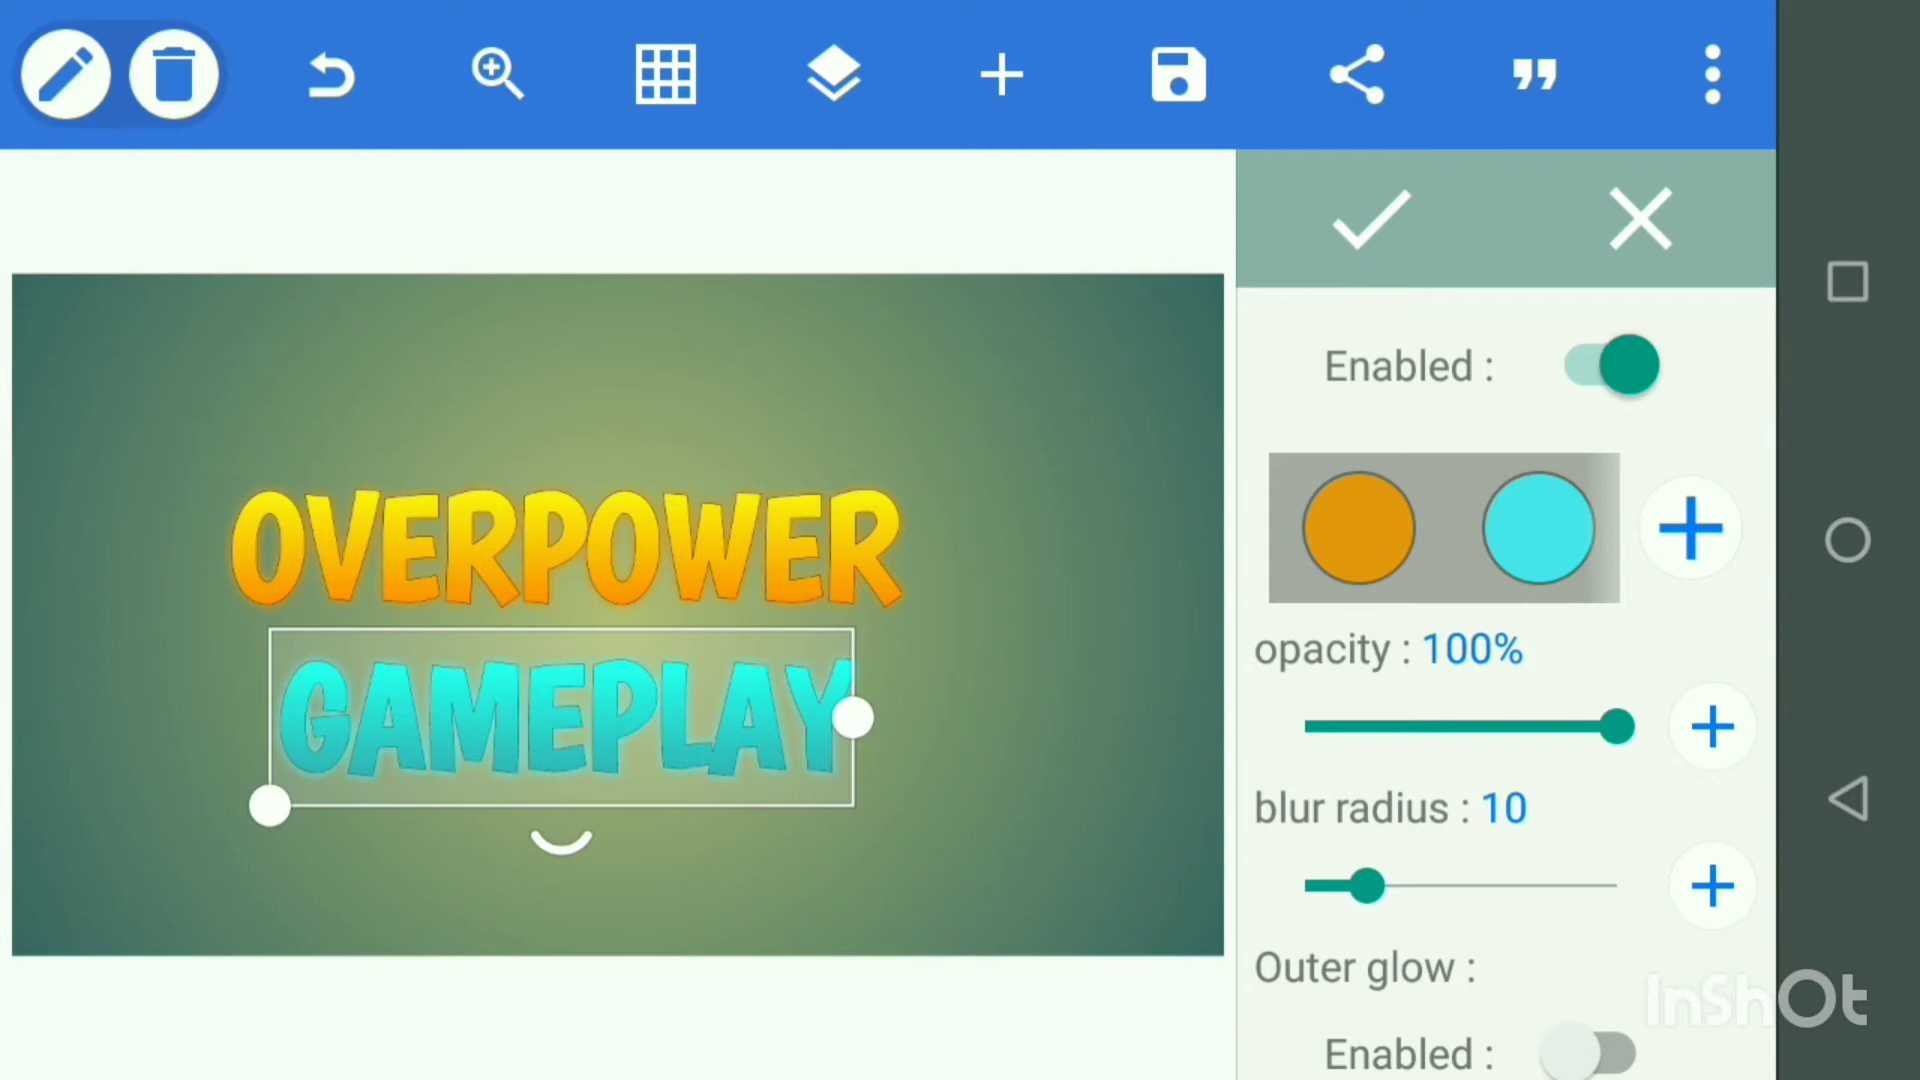 OVERPOWER
GAMEPLAY
Enabled :
opacity : 100%
blur radius : 10
Outer glow :
Enabled :
InShOt